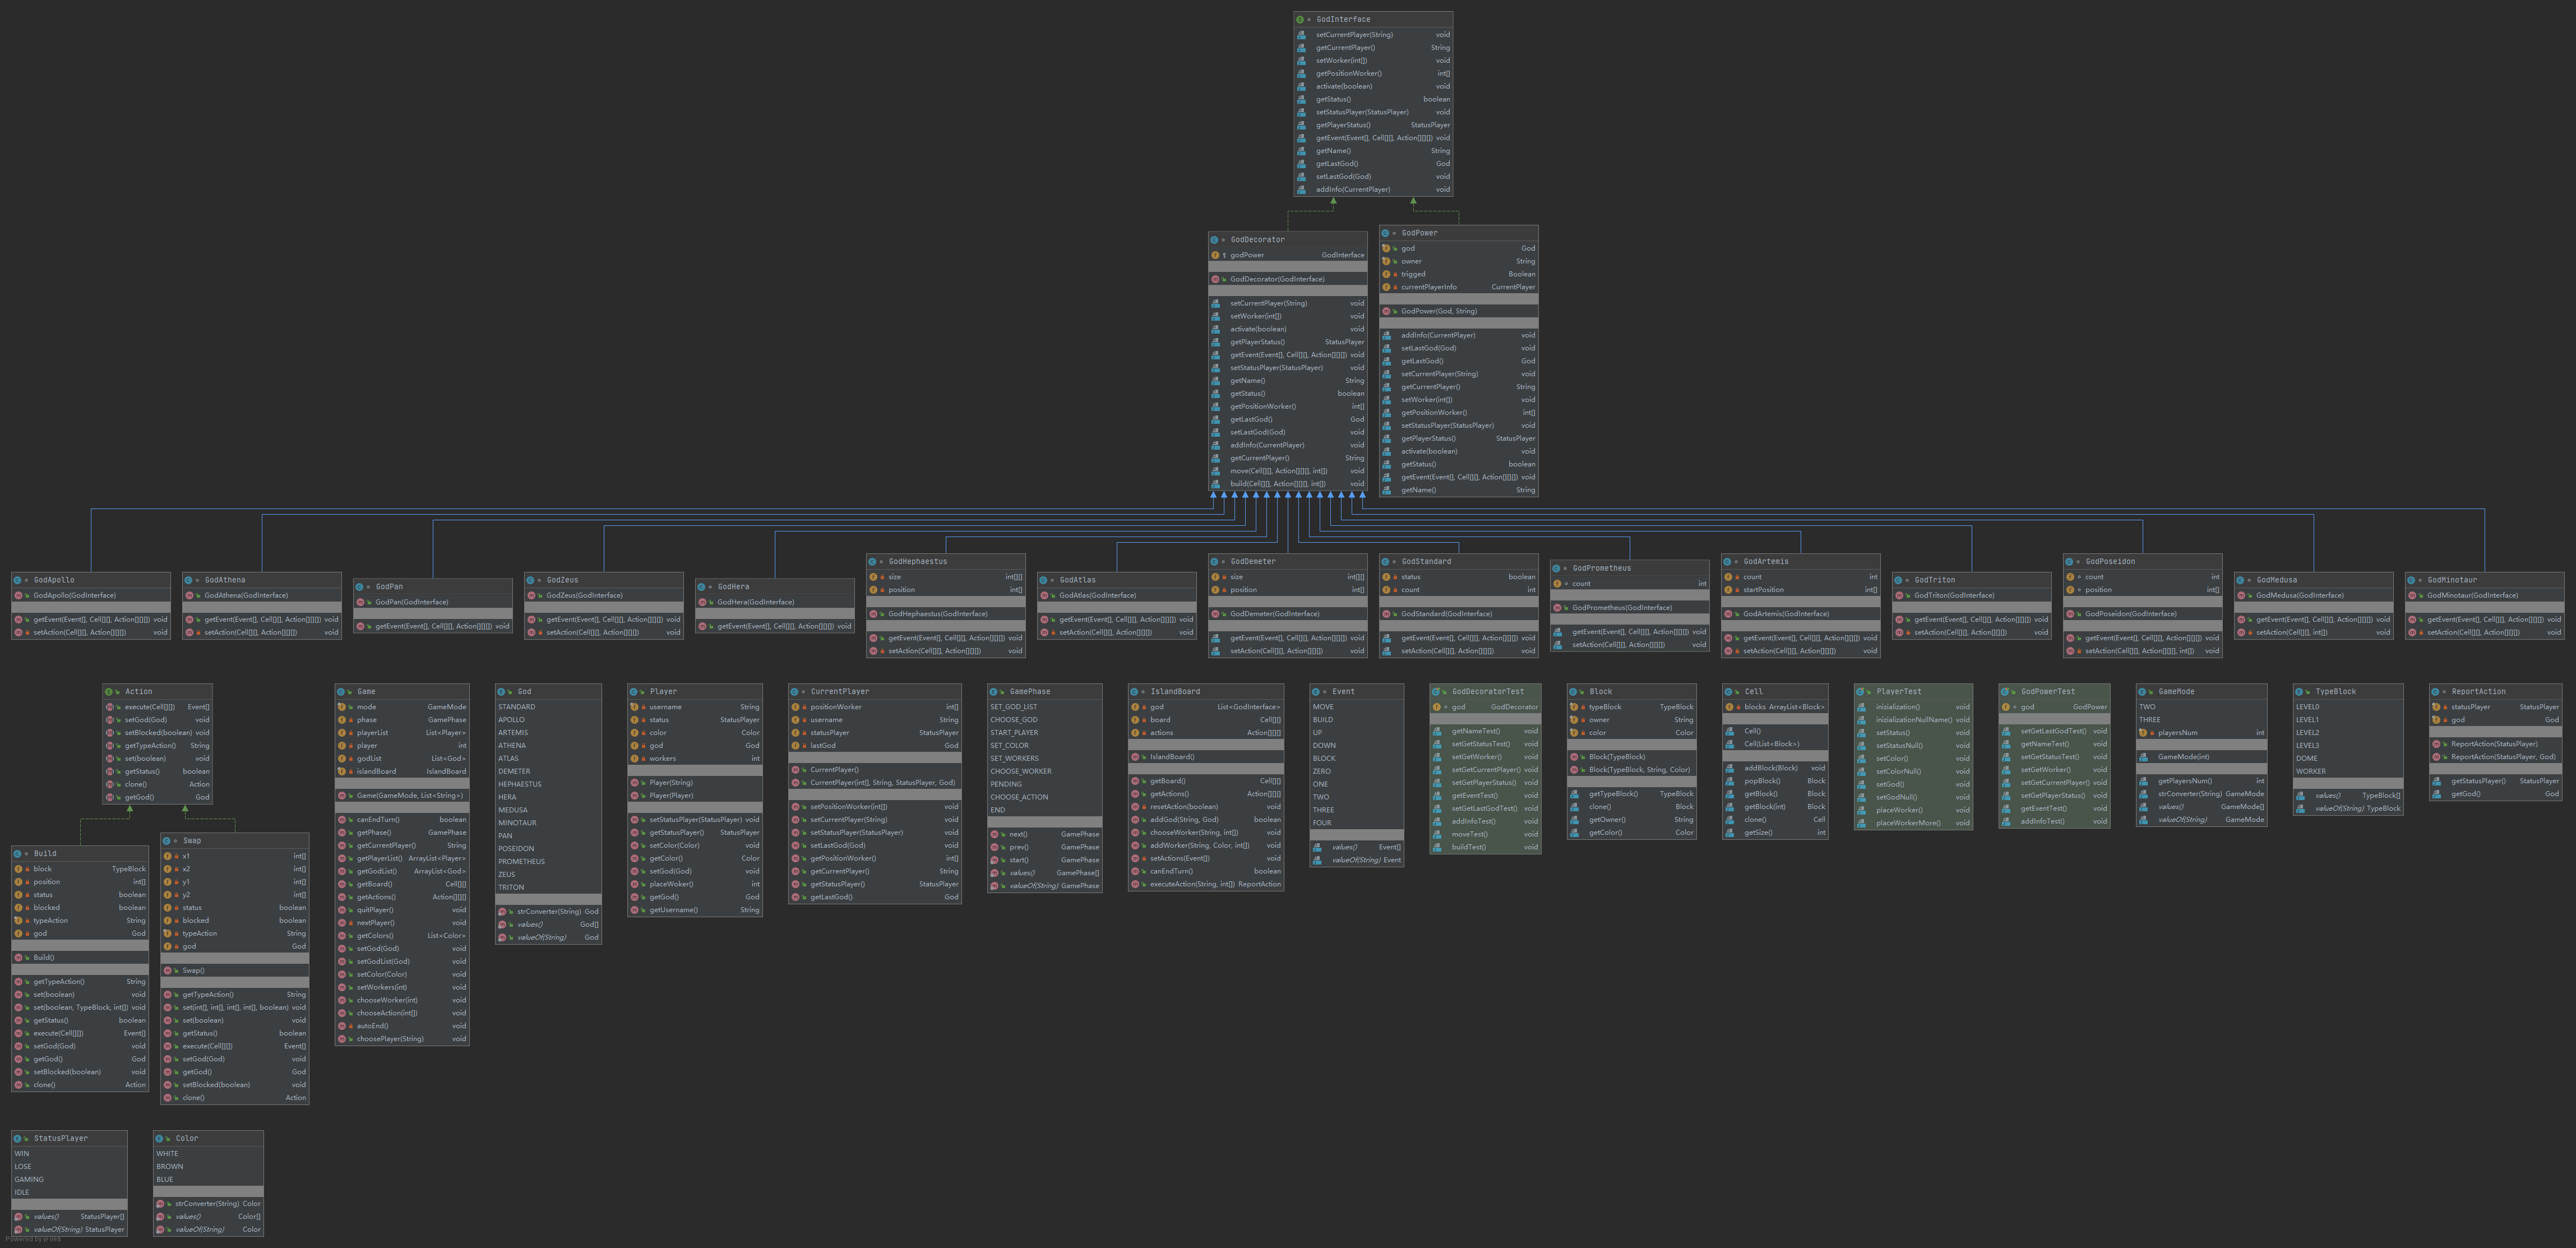 GodInterface
setCurrentPlayer(String) void
getCurrentPlayer() String
setWorker(int[]) void
getPositionWorker() int[]
activate(boolean) void
getStatus() boolean
setStatusPlayer(StatusPlayer) void
getPlayerStatus() StatusPlayer
getEvent(Event[], Cell[][], Action[][][]) void
getName() String
getLastGod() God
setLastGod(God) void
addInfo(CurrentPlayer) void
GodDecorator
godPower GodInterface
GodDecorator(GodInterface)
setCurrentPlayer(String) void
setWorker(int[]) void
activate(boolean) void
getPlayerStatus() StatusPlayer
getEvent(Event[], Cell[][], Action[][][]) void
setStatusPlayer(StatusPlayer) void
getName() String
getStatus() boolean
getPositionWorker() int[]
getLastGod() God
setLastGod(God) void
addInfo(CurrentPlayer) void
getCurrentPlayer() String
move(Cell[][], Action[][][], int[]) void
build(Cell[][], Action[][][], int[]) void
GodPower
god God
owner String
trigged Boolean
currentPlayerInfo CurrentPlayer
GodPower(God, String)
addInfo(CurrentPlayer) void
setLastGod(God) void
getLastGod() God
setCurrentPlayer(String) void
getCurrentPlayer() String
setWorker(int[]) void
getPositionWorker() int[]
setStatusPlayer(StatusPlayer) void
getPlayerStatus() StatusPlayer
activate(boolean) void
getStatus() boolean
getEvent(Event[], Cell[][], Action[][][]) void
getName() String
GodApollo
GodApollo(GodInterface)
getEvent(Event[], Cell[][], Action[][][]) void
setAction(Cell[][], Action[][][]) void
GodAthena
GodAthena(GodInterface)
getEvent(Event[], Cell[][], Action[][][]) void
setAction(Cell[][], Action[][][]) void
GodPan
GodPan(GodInterface)
getEvent(Event[], Cell[][], Action[][][]) void
GodZeus
GodZeus(GodInterface)
getEvent(Event[], Cell[][], Action[][][]) void
setAction(Cell[][], Action[][][]) void
GodHera
GodHera(GodInterface)
getEvent(Event[], Cell[][], Action[][][]) void
GodHephaestus
size int[][]
position int[]
GodHephaestus(GodInterface)
getEvent(Event[], Cell[][], Action[][][]) void
setAction(Cell[][], Action[][][]) void
GodAtlas
GodAtlas(GodInterface)
getEvent(Event[], Cell[][], Action[][][]) void
setAction(Cell[][], Action[][][]) void
GodDemeter
size int[][]
position int[]
GodDemeter(GodInterface)
getEvent(Event[], Cell[][], Action[][][]) void
setAction(Cell[][], Action[][][]) void
GodStandard
status boolean
count int
GodStandard(GodInterface)
getEvent(Event[], Cell[][], Action[][][]) void
setAction(Cell[][], Action[][][]) void
GodPrometheus
count int
GodPrometheus(GodInterface)
getEvent(Event[], Cell[][], Action[][][]) void
setAction(Cell[][], Action[][][]) void
GodArtemis
count int
startPosition int[]
GodArtemis(GodInterface)
getEvent(Event[], Cell[][], Action[][][]) void
setAction(Cell[][], Action[][][]) void
GodTriton
GodTriton(GodInterface)
getEvent(Event[], Cell[][], Action[][][]) void
setAction(Cell[][], Action[][][]) void
GodPoseidon
count int
position int[]
GodPoseidon(GodInterface)
getEvent(Event[], Cell[][], Action[][][]) void
setAction(Cell[][], Action[][][], int[]) void
GodMedusa
GodMedusa(GodInterface)
getEvent(Event[], Cell[][], Action[][][]) void
setAction(Cell[][], int[]) void
GodMinotaur
GodMinotaur(GodInterface)
getEvent(Event[], Cell[][], Action[][][]) void
setAction(Cell[][], Action[][][]) void
Action
execute(Cell[][]) Event[]
setGod(God) void
setBlocked(boolean) void
getTypeAction() String
set(boolean) void
getStatus() boolean
clone() Action
getGod() God
Build
block TypeBlock
position int[]
status boolean
blocked boolean
typeAction String
god God
Build()
getTypeAction() String
set(boolean) void
set(boolean, TypeBlock, int[]) void
getStatus() boolean
execute(Cell[][]) Event[]
setGod(God) void
getGod() God
setBlocked(boolean) void
clone() Action
Swap
x1 int[]
x2 int[]
y1 int[]
y2 int[]
status boolean
blocked boolean
typeAction String
god God
Swap()
getTypeAction() String
set(int[], int[], int[], int[], boolean) void
set(boolean) void
getStatus() boolean
execute(Cell[][]) Event[]
setGod(God) void
getGod() God
setBlocked(boolean) void
clone() Action
Game
mode GameMode
phase GamePhase
playerList List<Player>
player int
godList List<God>
islandBoard IslandBoard
Game(GameMode, List<String>)
canEndTurn() boolean
getPhase() GamePhase
getCurrentPlayer() String
getPlayerList() ArrayList<Player>
getGodList() ArrayList<God>
getBoard() Cell[][]
getActions() Action[][][]
quitPlayer() void
nextPlayer() void
getColors() List<Color>
setGod(God) void
setGodList(God) void
setColor(Color) void
setWorkers(int) void
chooseWorker(int) void
chooseAction(int[]) void
autoEnd() void
choosePlayer(String) void
God
STANDARD
APOLLO
ARTEMIS
ATHENA
ATLAS
DEMETER
HEPHAESTUS
HERA
MEDUSA
MINOTAUR
PAN
POSEIDON
PROMETHEUS
ZEUS
TRITON
strConverter(String) God
values() God[]
valueOf(String) God
Player
username String
status StatusPlayer
color Color
god God
workers int
Player(String)
Player(Player)
setStatusPlayer(StatusPlayer) void
getStatusPlayer() StatusPlayer
setColor(Color) void
getColor() Color
setGod(God) void
placeWoker() int
getGod() God
getUsername() String
CurrentPlayer
positionWorker int[]
username String
statusPlayer StatusPlayer
lastGod God
CurrentPlayer()
CurrentPlayer(int[], String, StatusPlayer, God)
setPositionWorker(int[]) void
setCurrentPlayer(String) void
setStatusPlayer(StatusPlayer) void
setLastGod(God) void
getPositionWorker() int[]
getCurrentPlayer() String
getStatusPlayer() StatusPlayer
getLastGod() God
GamePhase
SET_GOD_LIST
CHOOSE_GOD
START_PLAYER
SET_COLOR
SET_WORKERS
CHOOSE_WORKER
PENDING
CHOOSE_ACTION
END
next() GamePhase
prev() GamePhase
start() GamePhase
values() GamePhase[]
valueOf(String) GamePhase
IslandBoard
god List<GodInterface>
board Cell[][]
actions Action[][][]
IslandBoard()
getBoard() Cell[][]
getActions() Action[][][]
resetAction(boolean) void
addGod(String, God) boolean
chooseWorker(String, int[]) void
addWorker(String, Color, int[]) void
setActions(Event[]) void
canEndTurn() boolean
executeAction(String, int[]) ReportAction
Event
MOVE
BUILD
UP
DOWN
BLOCK
ZERO
ONE
TWO
THREE
FOUR
values() Event[]
valueOf(String) Event
GodDecoratorTest
god GodDecorator
getNameTest() void
setGetStatusTest() void
setGetWorker() void
setGetCurrentPlayer() void
setGetPlayerStatus() void
getEventTest() void
setGetLastGodTest() void
addInfoTest() void
moveTest() void
buildTest() void
Block
typeBlock TypeBlock
owner String
color Color
Block(TypeBlock)
Block(TypeBlock, String, Color)
getTypeBlock() TypeBlock
clone() Block
getOwner() String
getColor() Color
Cell
blocks ArrayList<Block>
Cell()
Cell(List<Block>)
addBlock(Block) void
popBlock() Block
getBlock() Block
getBlock(int) Block
clone() Cell
getSize() int
PlayerTest
inizialization() void
inizializationNullName() void
setStatus() void
setStatusNull() void
setColor() void
setColorNull() void
setGod() void
setGodNull() void
placeWorker() void
placeWorkerMore() void
GodPowerTest
god GodPower
setGetLastGodTest() void
getNameTest() void
setGetStatusTest() void
setGetWorker() void
setGetCurrentPlayer() void
setGetPlayerStatus() void
getEventTest() void
addInfoTest() void
GameMode
TWO
THREE
playersNum int
GameMode(int)
getPlayersNum() int
strConverter(String) GameMode
values() GameMode[]
valueOf(String) GameMode
TypeBlock
LEVEL0
LEVEL1
LEVEL2
LEVEL3
DOME
WORKER
values() TypeBlock[]
valueOf(String) TypeBlock
ReportAction
statusPlayer StatusPlayer
god God
ReportAction(StatusPlayer)
ReportAction(StatusPlayer, God)
getStatusPlayer() StatusPlayer
getGod() God
StatusPlayer
WIN
LOSE
GAMING
IDLE
values() StatusPlayer[]
valueOf(String) StatusPlayer
Color
WHITE
BROWN
BLUE
strConverter(String) Color
values() Color[]
valueOf(String) Color
Powered by yFiles